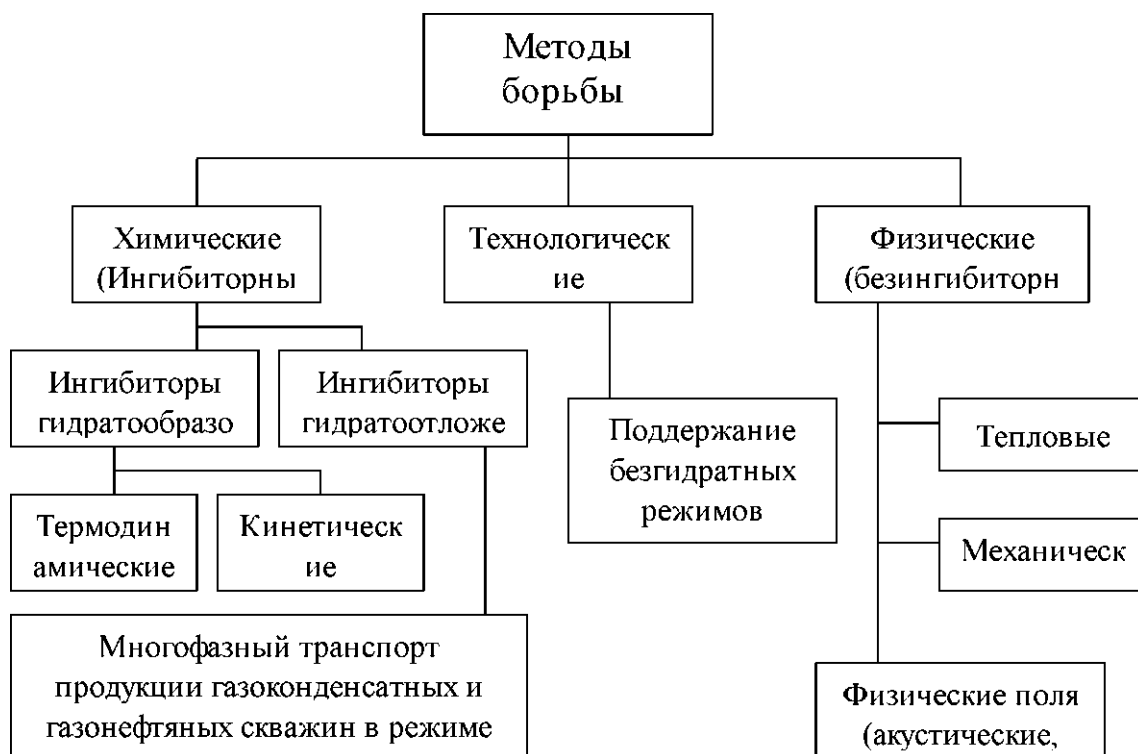 Методы
борьбы
Химические
(Ингибиторны
Технологическ
ие
Физические
(безингибиторн
Ингибиторы
гидратообразо
Ингибиторы
гидратоотложе
Поддержание
безгидратных
режимов
Тепловые
Термодин
амические
Кинетическ
ие
Механическ
Многофазный транспорт
продукции газоконденсатных и
газонефтяных скважин в режиме
Физические поля
(акустические,